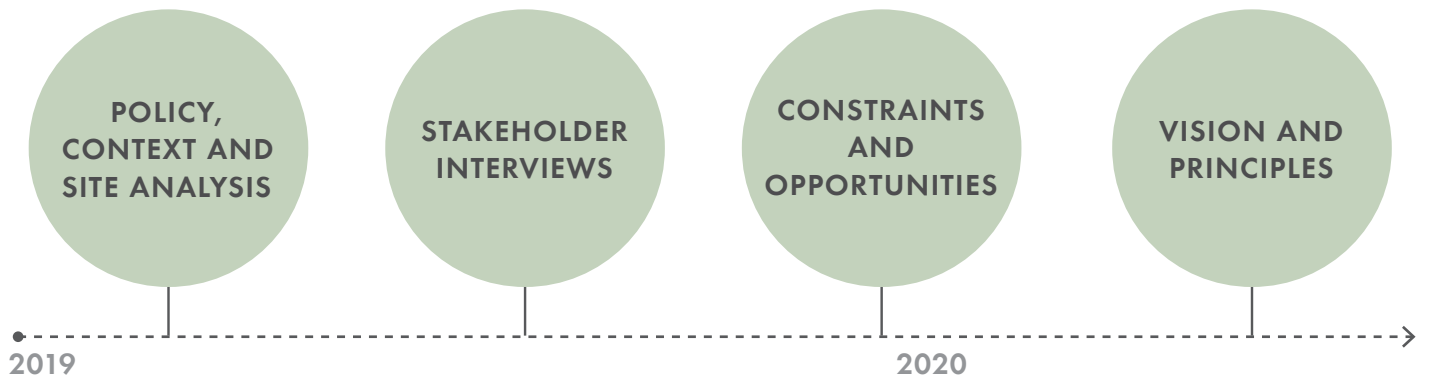 POLICY,
CONTEXT AND
SITE ANALYSIS
STAKEHOLDER
INTERVIEWS
CONSTRAINTS
AND
OPPORTUNITIES
VISION AND
PRINCIPLES
2019
2020